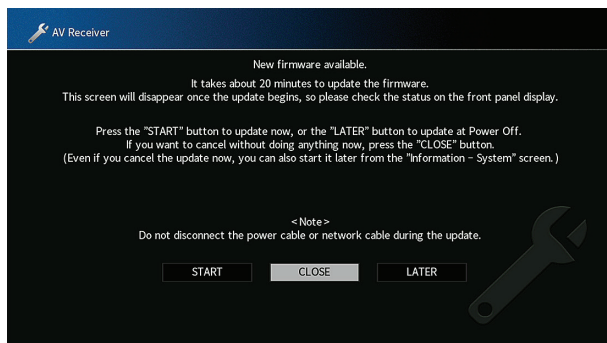 AV Receiver
New firmware available.
It takes about 20 minutes to update the firmware.
This screen will disappear once the update begins, so please check the status on the front panel display.
Press the ”START” button to update now, or the ”LATER” button to update at Power Off.
If you want to cancel without doing anything now, press the ”CLOSE” button.
(Even if you cancel the update now, you can also start it later from the ”Information – System” screen.)
<Note>
Do not disconnect the power cable or network cable during the update.
START CLOSE LATER